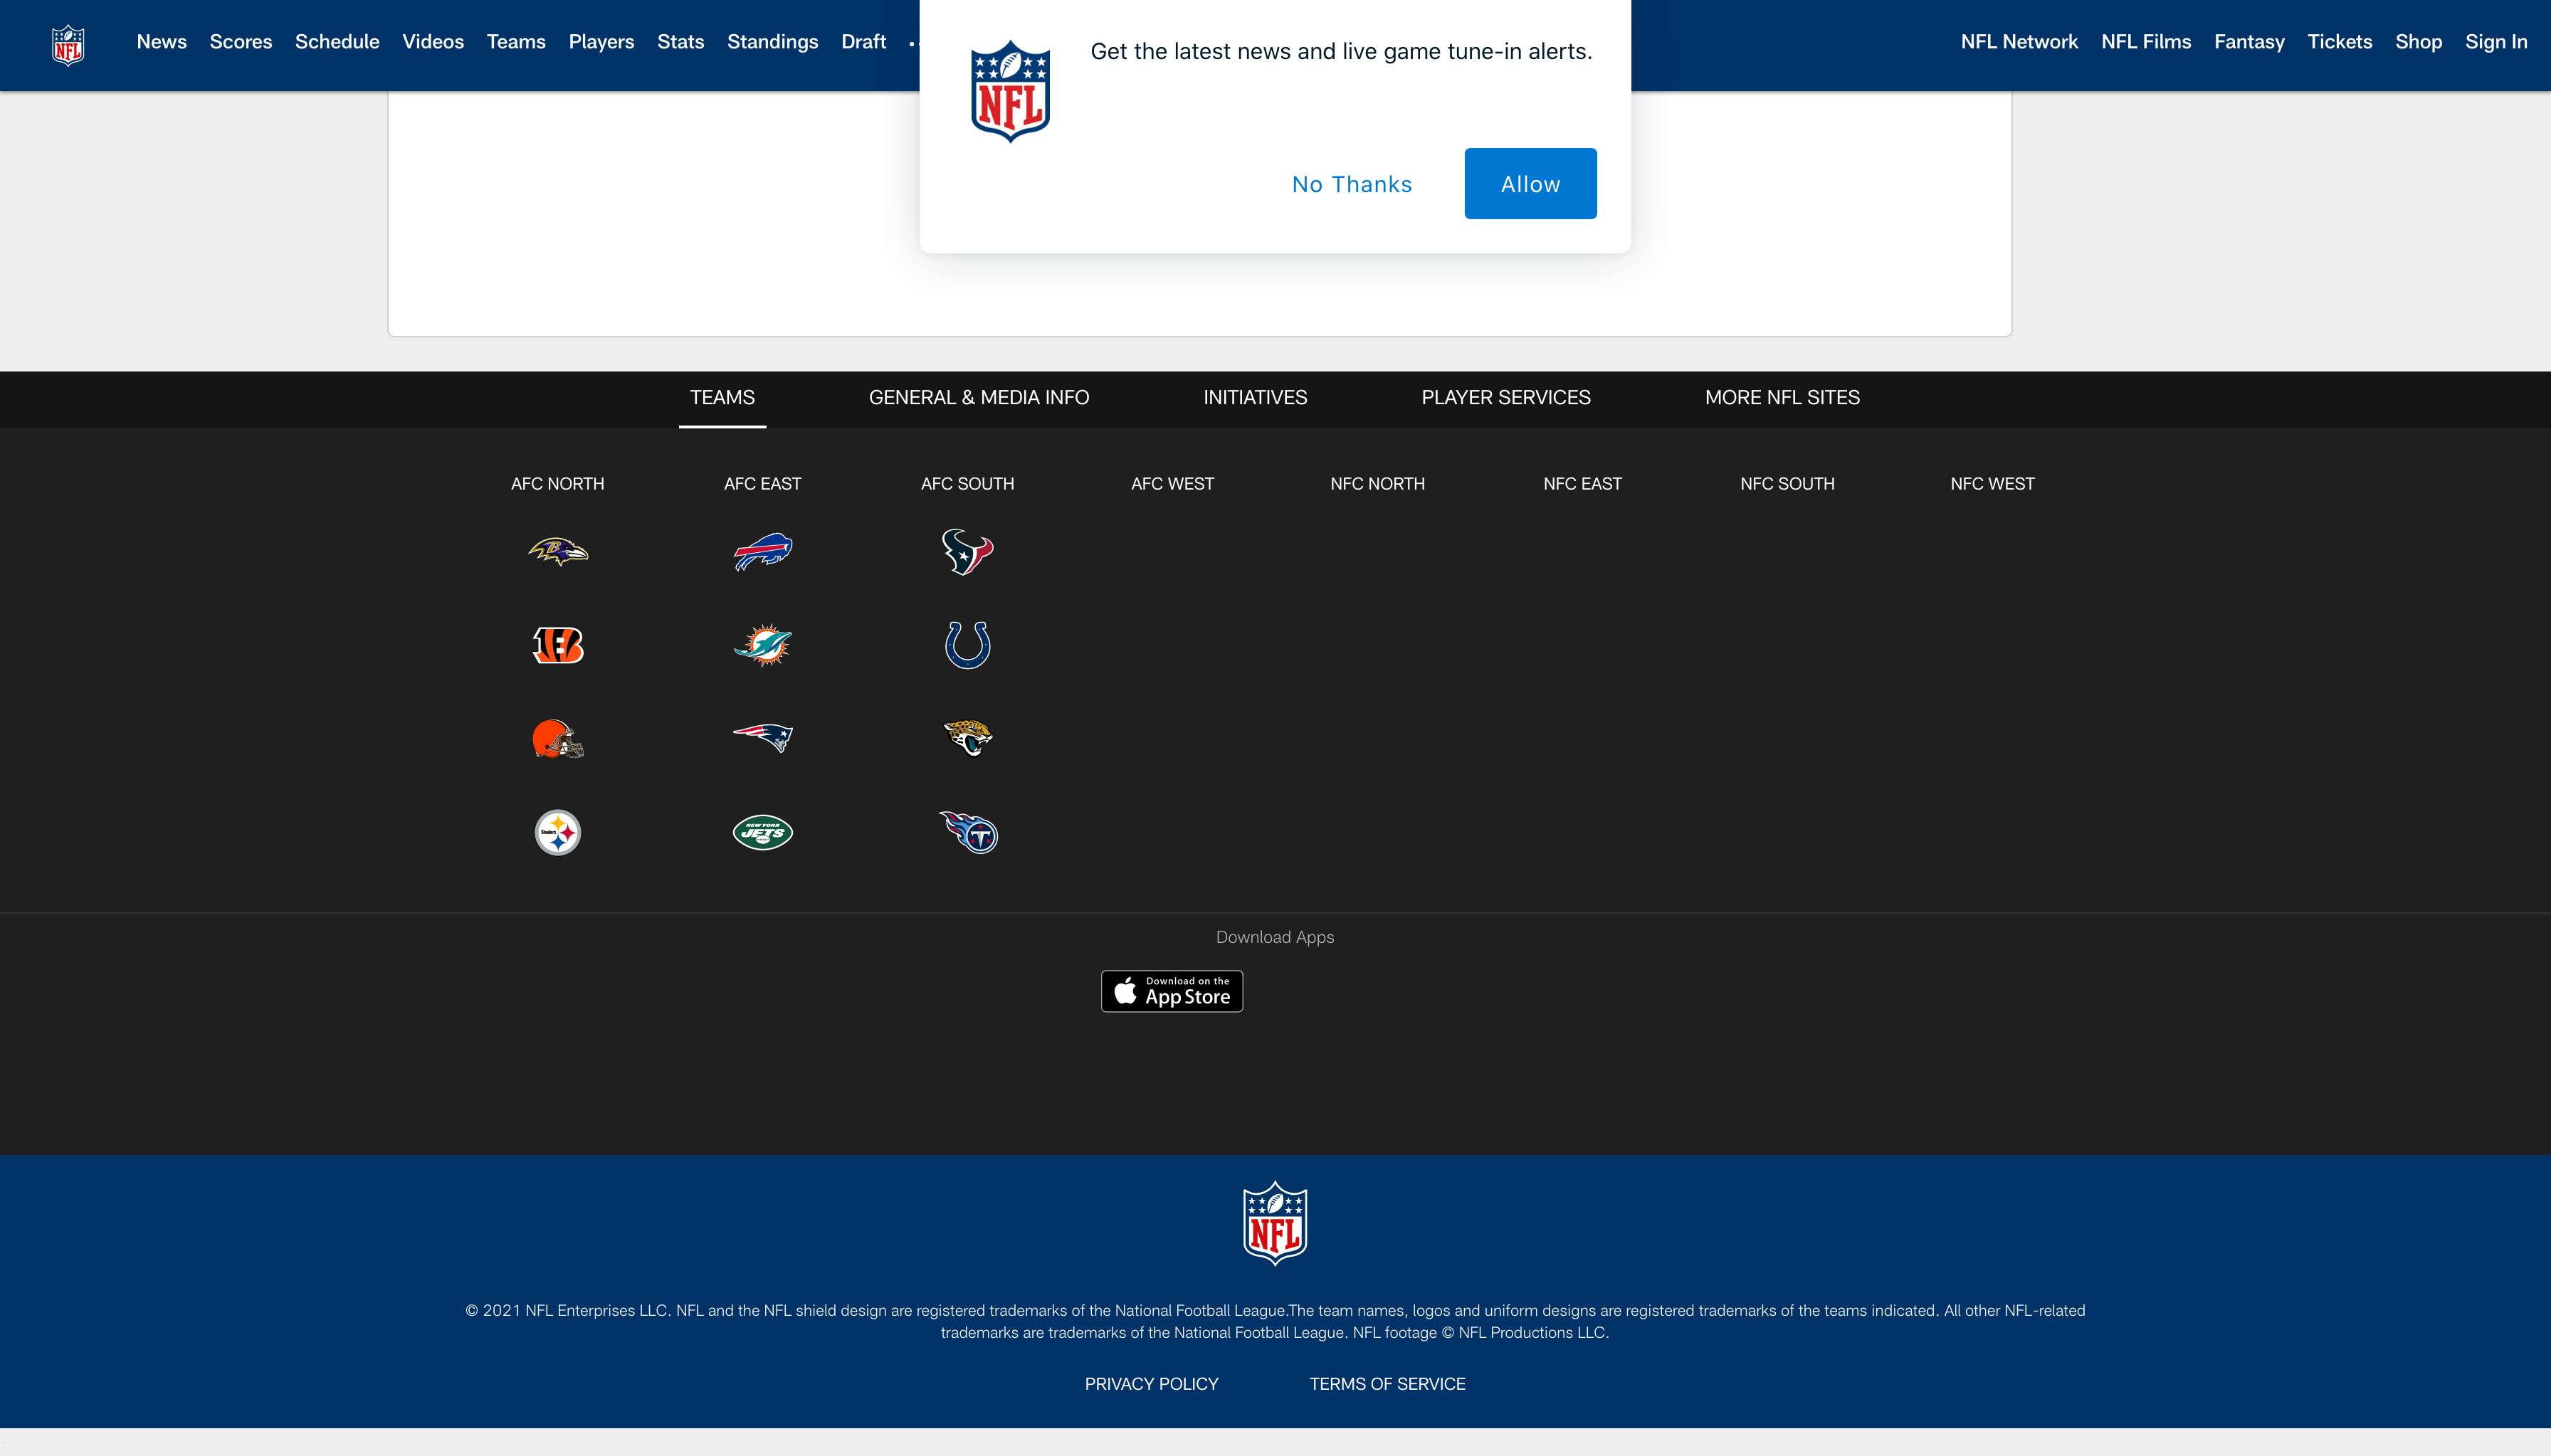 NFL
News Scores Schedule Videos Teams Players Stats Standings Draft
NFL Network NFL Films Fantasy Tickets Shop Sign In
NFL
Get the latest news and live game tune-in alerts.
No Thanks Allow
TEAMS GENERAL & MEDIA INFO INITIATIVES PLAYER SERVICES MORE NFL SITES
AFC NORTH AFC EAST AFC SOUTH AFC WEST NFC NORTH NFC EAST NFC SOUTH NFC WEST
B
B
Steelers
NEW YORK
JETS
T
Download Apps
Download on the
App Store
NFL
© 2021 NFL Enterprises LLC. NFL and the NFL shield design are registered trademarks of the National Football League.The team names, logos and uniform designs are registered trademarks of the teams indicated. All other NFL-related
trademarks are trademarks of the National Football League. NFL footage © NFL Productions LLC.
PRIVACY POLICY TERMS OF SERVICE